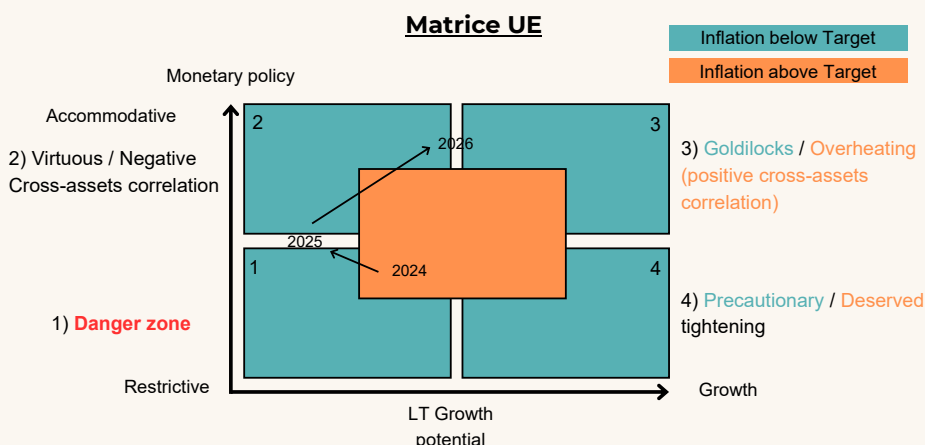 Matrice UE
Inflation below Target
Inflation above Target
Monetary policy
Accommodative
2) Virtuous / Negative
Cross-assets correlation
2
3
2026
3) Goldilocks / Overheating
(positive cross-assets
correlation)
2025
1
2024
4
4) Precautionary / Deserved
tightening
1) Danger zone
Restrictive
Growth
LT Growth
potential